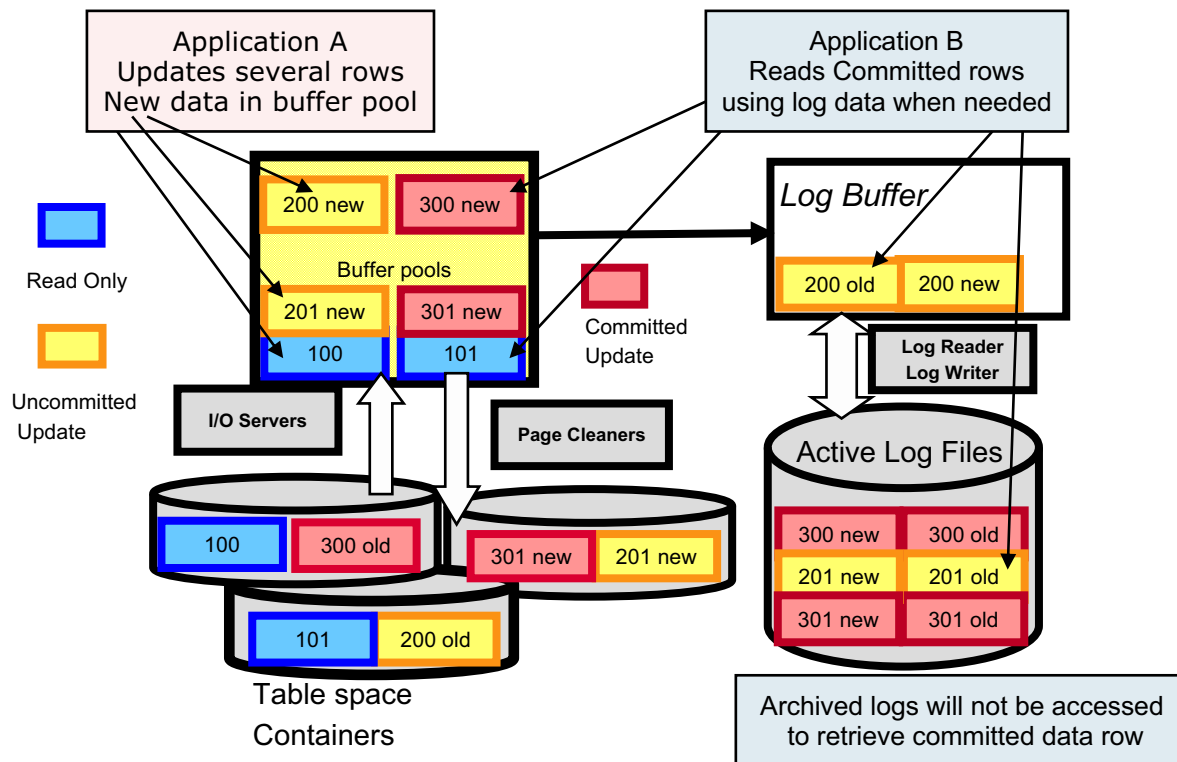 Application A
Updates several rows
New data in buffer pool
Application B
Reads Committed rows
using log data when needed
200 new
300 new
Log Buffer
Read Only
Buffer pools
200 old
200 new
201 new
301 new
Committed
Update
100
101
Log Reader
Log Writer
Uncommitted
Update
I/O Servers
Page Cleaners
Active Log Files
100
300 old
301 new
201 new
300 new
300 old
201 new
201 old
301 new
301 old
101
200 old
Table space
Containers
Archived logs will not be accessed
to retrieve committed data row